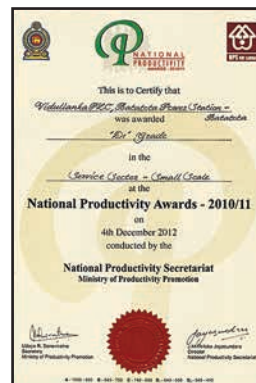 NATIONAL
PRODUCTIVITY
This is to Certify that
Vidullanka PLC, Batatota Power Station -
Batatota
was awarded
Grade
in the
Service Sector - Small Scale
at the
National Productivity Awards - 2010/11
on
4th December 2012
conducted by the
National Productivity Secretariat
Ministry of Productivity Promotion
Secretary
Ministry of Productivity Promotion
Director
National Productivity Secretariat